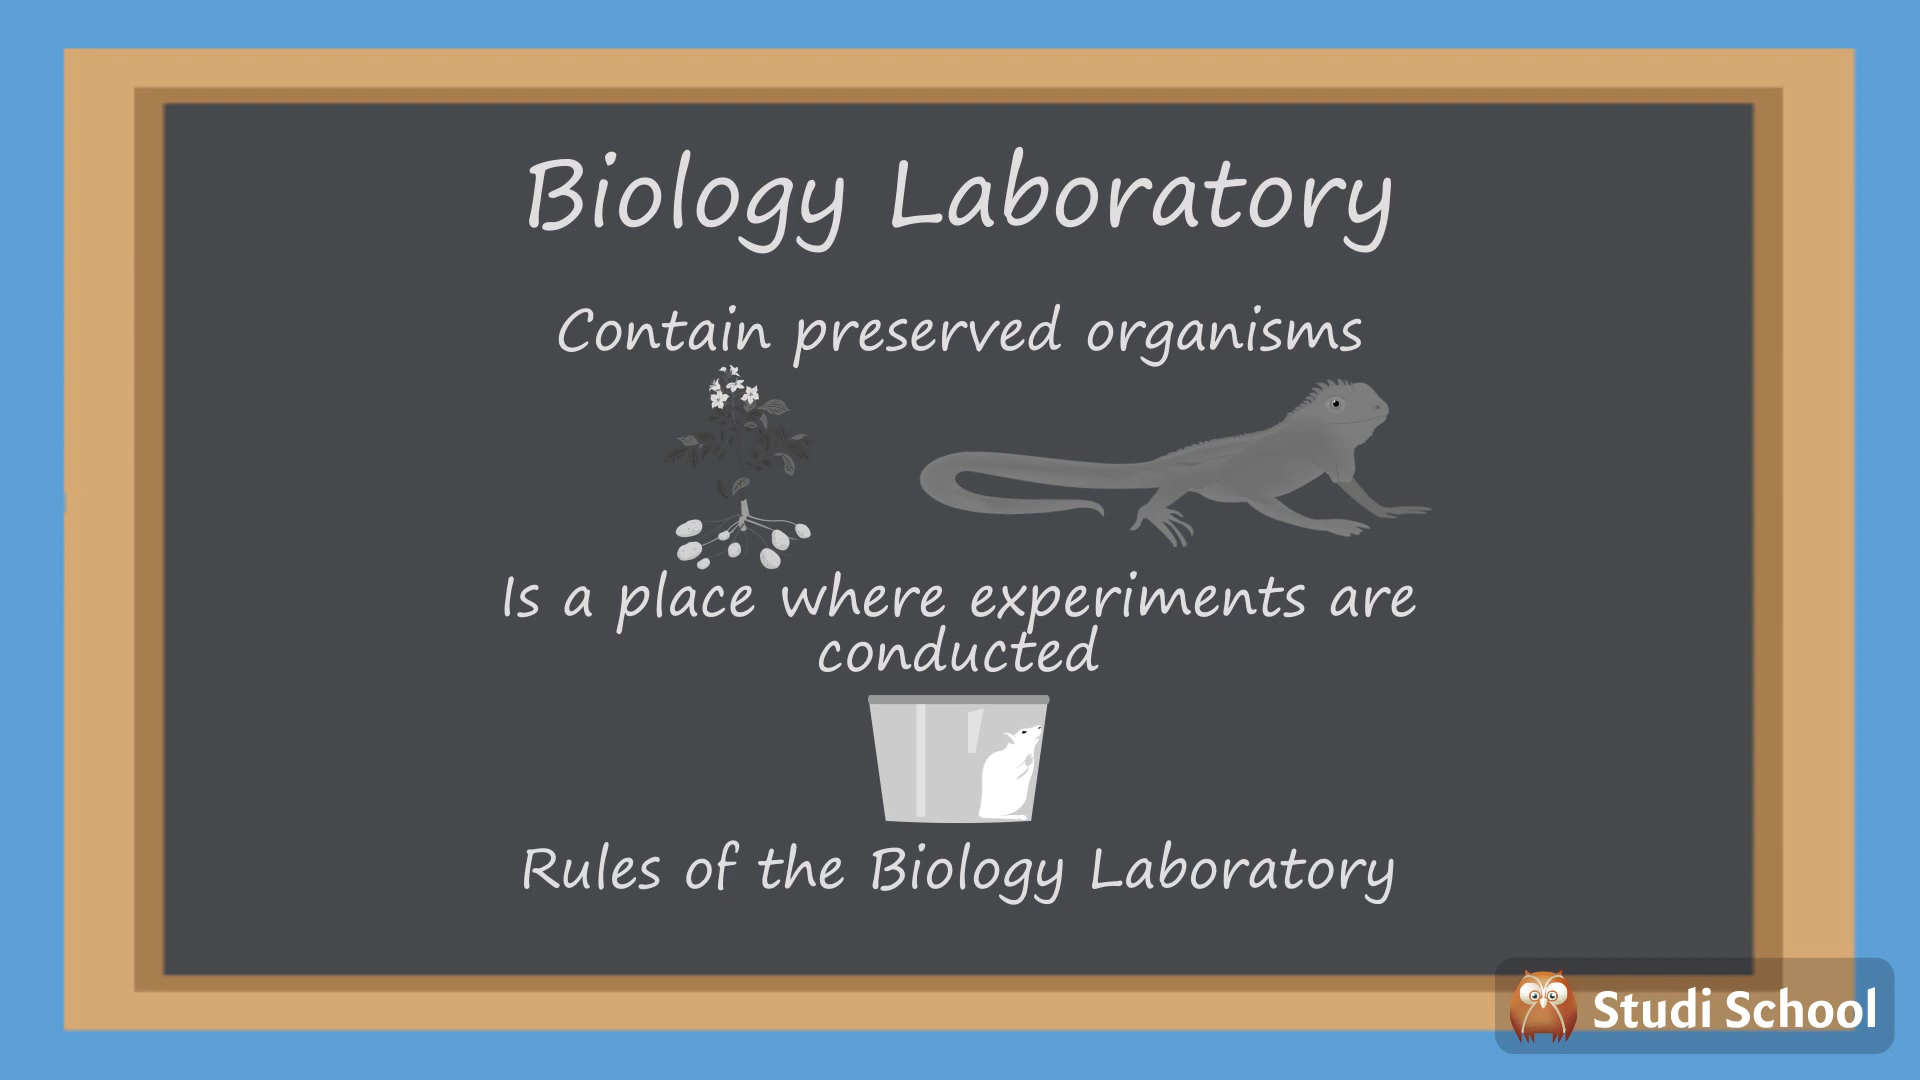 Biology Laboratory
Contain preserved organisms
Is a place where experiments are
conducted
Rules of the Biology Laboratory
Studi School